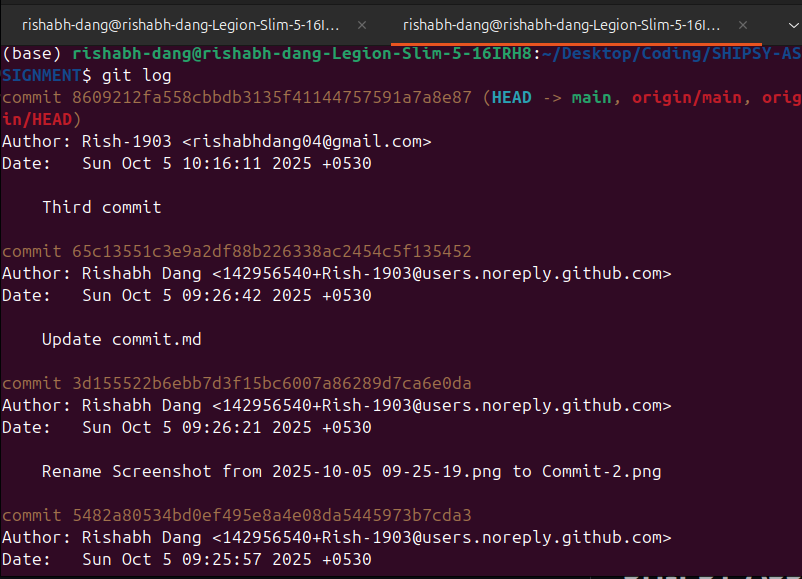 rishabh-dang@rishabh-dang-Legion-Slim-5-16I... × rishabh-dang@rishabh-dang-Legion-Slim-5-16I... ×
(base) rishabh-dang@rishabh-dang-Legion-Slim-5-16IRH8:~/Desktop/Coding/SHIPSY-AS
SIGNMENT$ git log
commit 8609212fa558cbbdb3135f41144757591a7a8e87 (HEAD -> main, origin/main, orig
in/HEAD)
Author: Rish-1903 <rishabhdang04@gmail.com>
Date:   Sun Oct 5 10:16:11 2025 +0530
Third commit
commit 65c13551c3e9a2df88b226338ac2454c5f135452
Author: Rishabh Dang <142956540+Rish-1903@users.noreply.github.com>
Date:   Sun Oct 5 09:26:42 2025 +0530
Update commit.md
commit 3d155522b6ebb7d3f15bc6007a86289d7ca6e0da
Author: Rishabh Dang <142956540+Rish-1903@users.noreply.github.com>
Date:   Sun Oct 5 09:26:21 2025 +0530
Rename Screenshot from 2025-10-05 09-25-19.png to Commit-2.png
commit 5482a80534bd0ef495e8a4e08da5445973b7cda3
Author: Rishabh Dang <142956540+Rish-1903@users.noreply.github.com>
Date:   Sun Oct 5 09:25:57 2025 +0530